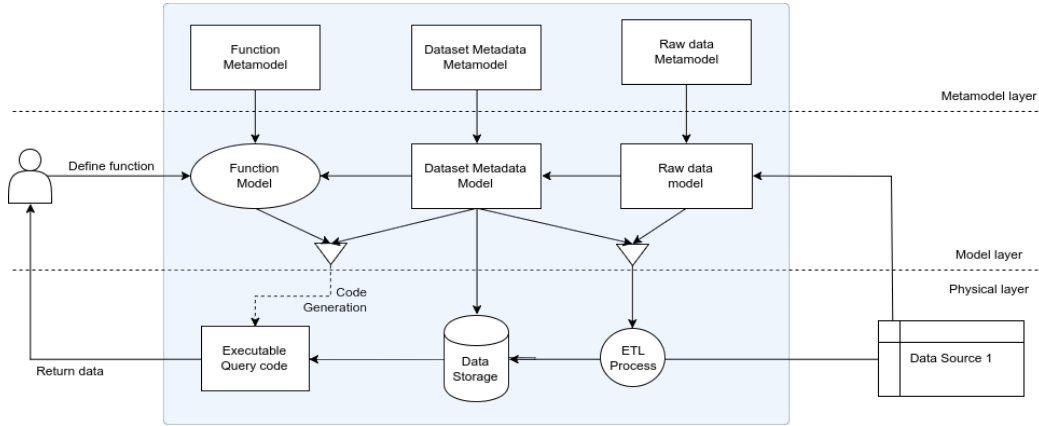 Function
Metamodel
Dataset Metadata
Metamodel
Raw data
Metamodel
Metamodel layer
Define function
Function
Model
Dataset Metadata
Model
Raw data
model
Model layer
Physical layer
Code
Generation
Executable
Query code
Data
Storage
ETL
Process
Data Source 1
Return data